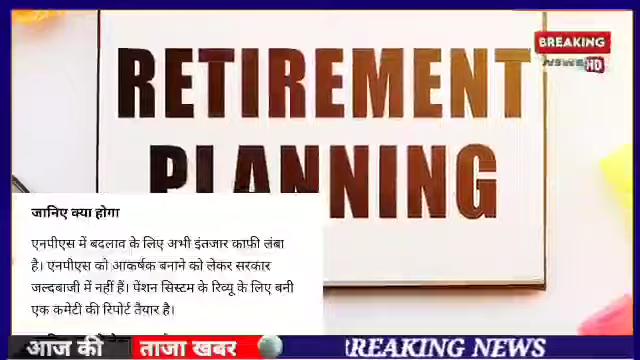 RETIREMENT
PLANNING
BREAKING
NEWS HD
जानिए क्या होगा
एनपीएस में बदलाव के लिए अभी इंतजार काफी लंबा
है। एनपीएस को आकर्षक बनाने को लेकर सरकार
जल्दबाजी में नहीं हैं। पेंशन सिस्टम के रिव्यू के लिए बनी
एक कमेटी की रिपोर्ट तैयार है।
आज की ताजा खबर
BREAKING NEWS